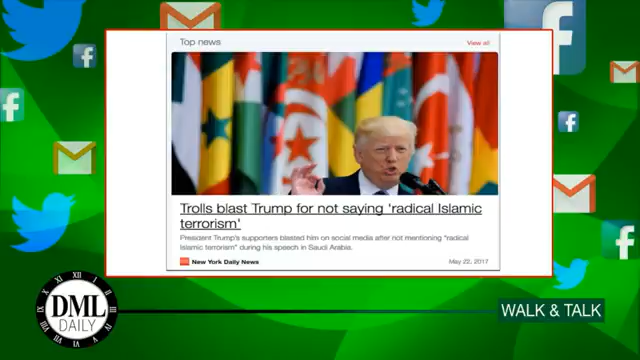 Top news
View all
Trolls blast Trump for not saying 'radical Islamic
terrorism'
President Trump's supporters blasted him on social media after not mentioning "radical
Islamic terrorism" during his speech in Saudi Arabia.
New York Daily News
May 22, 2017
DML
DAILY
WALK & TALK